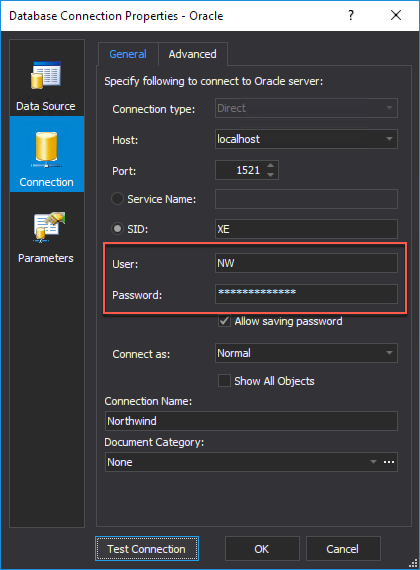 Database Connection Properties - Oracle
General Advanced
Data Source
Connection
Parameters
Specify following to connect to Oracle server:
Connection type: Direct
Host: localhost
Port: 1521
Service Name:
SID: XE
User: NW
Password: *************
Allow saving password
Connect as: Normal
Show All Objects
Connection Name:
Northwind
Document Category:
None
Test Connection OK Cancel